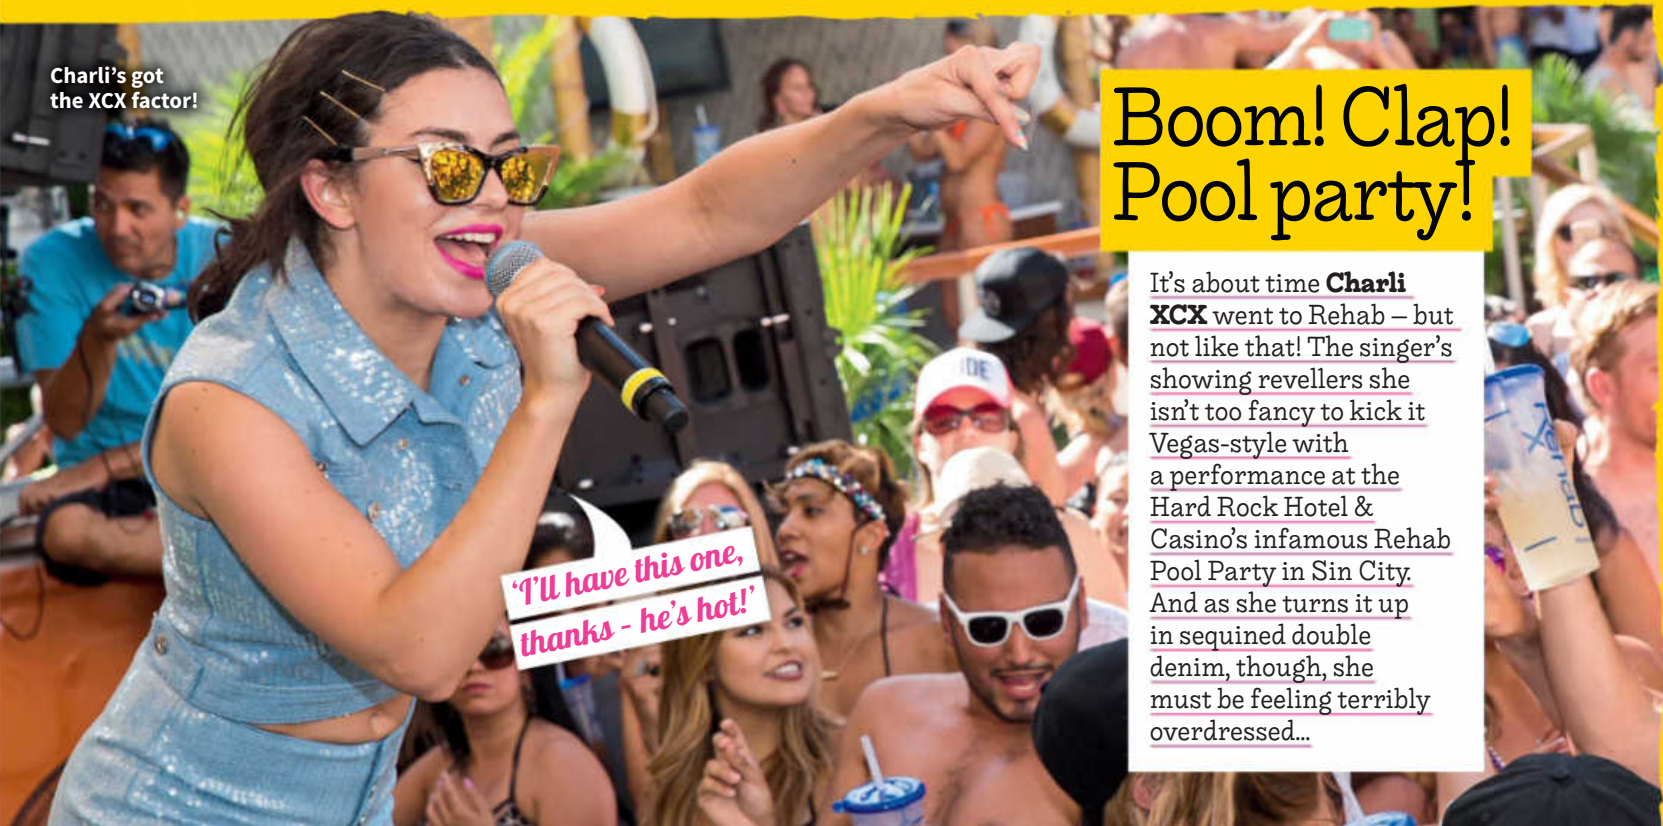 Charli's got
the XCX factor!
Boom! Clap!
Pool party!
It's about time Charli
XCX went to Rehab – but
not like that! The singer's
showing revellers she
isn't too fancy to kick it
Vegas-style with
a performance at the
Hard Rock Hotel &
Casino's infamous Rehab
Pool Party in Sin City.
And as she turns it up
in sequined double
denim, though, she
must be feeling terribly
overdressed...
'I'll have this one,
thanks – he's hot!'
rehab